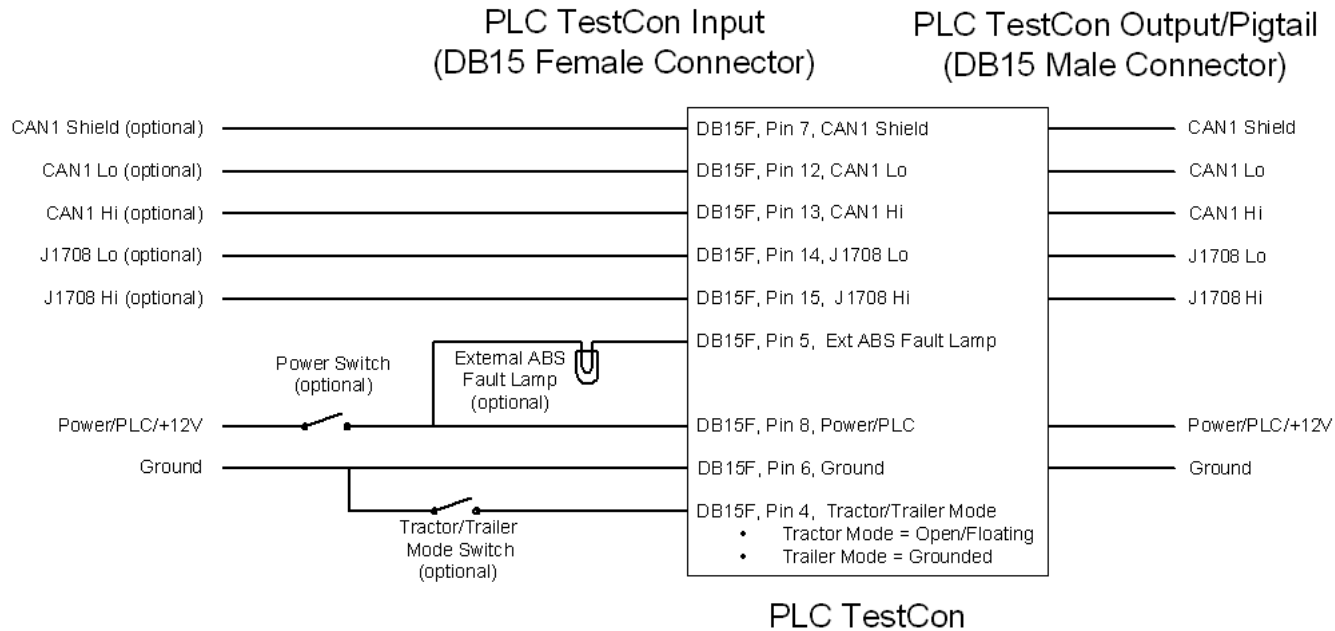 PLC TestCon Input
(DB15 Female Connector)
PLC TestCon Output/Pigtail
(DB15 Male Connector)
CAN1 Shield (optional)
DB15F, Pin 7, CAN1 Shield
CAN1 Shield
CAN1 Lo (optional)
DB15F, Pin 12, CAN1 Lo
CAN1 Lo
CAN1 Hi (optional)
DB15F, Pin 13, CAN1 Hi
CAN1 Hi
J1708 Lo (optional)
DB15F, Pin 14, J1708 Lo
J1708 Lo
J1708 Hi (optional)
DB15F, Pin 15, J1708 Hi
J1708 Hi
DB15F, Pin 5, Ext ABS Fault Lamp
Power Switch
(optional)
External ABS
Fault Lamp
(optional)
Power/PLC/+12V
DB15F, Pin 8, Power/PLC
Power/PLC/+12V
Ground
DB15F, Pin 6, Ground
Ground
Tractor/Trailer
Mode Switch
(optional)
DB15F, Pin 4, Tractor/Trailer Mode
• Tractor Mode = Open/Floating
• Trailer Mode = Grounded
PLC TestCon